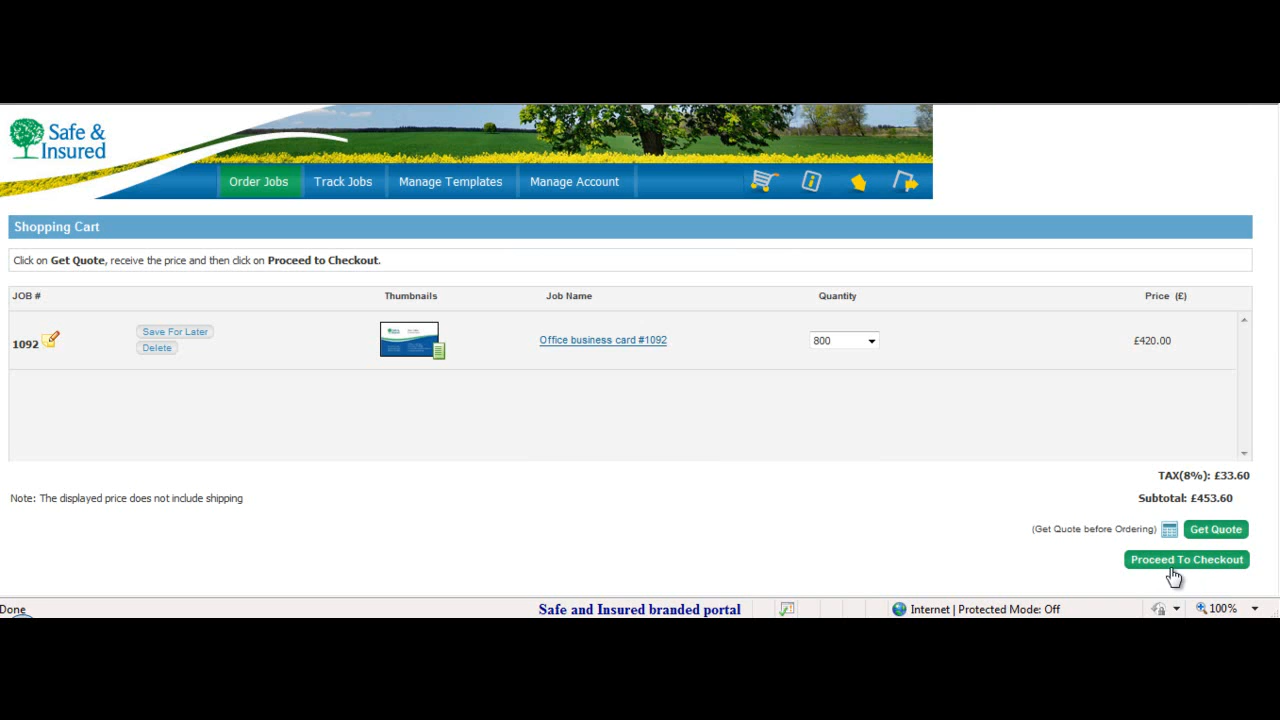 Safe &
Insured
Order Jobs Track Jobs Manage Templates Manage Account
Shopping Cart
Click on Get Quote, receive the price and then click on Proceed to Checkout.
JOB # Thumbnails Job Name Quantity Price (£)
Save For Later
1092 Office business card #1092 800 £420.00
Delete
TAX(8%): £33.60
Note: The displayed price does not include shipping Subtotal: £453.60
(Get Quote before Ordering) Get Quote
Proceed To Checkout
Done Safe and Insured branded portal Internet | Protected Mode: Off 100%